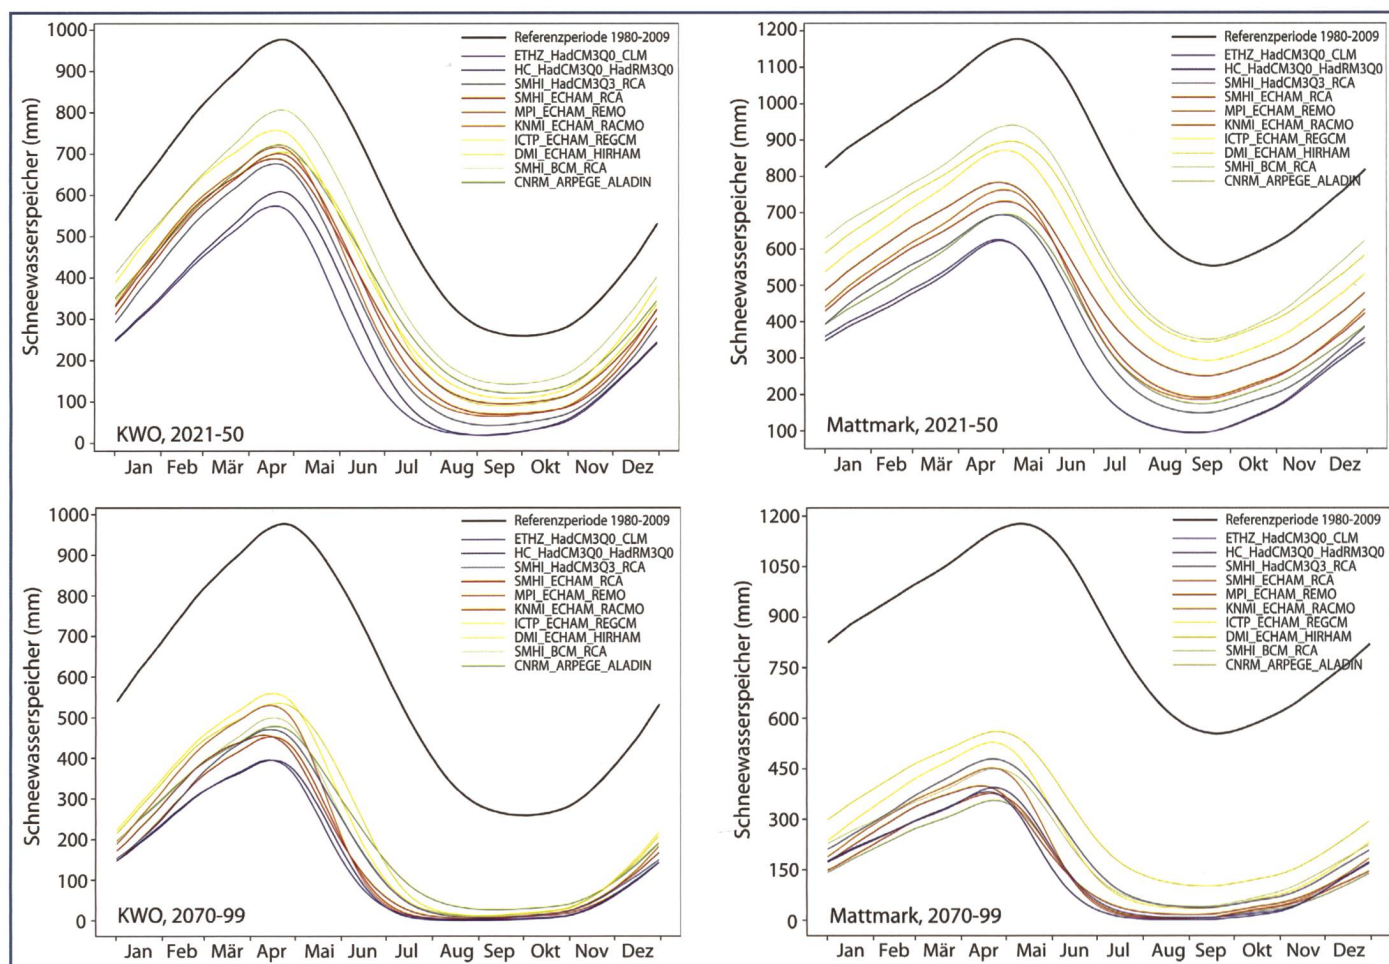 Schneewasserspeicher (mm)
1000
900
800
700
600
500
400
300
200
100
0
Referenzperiode 1980-2009
ETHZ_HadCM3Q0_CLM
HC_HadCM3Q0_HadRM3Q0
SMHI_HadCM3Q3_RCA
SMHI_ECHAM_RCA
MPI_ECHAM_REMO
KNMI_ECHAM_RACMO
ICTP_ECHAM_REGCM
DMI_ECHAM_HIRHAM
SMHI_BCM_RCA
CNRM_ARPEGE_ALADIN
KWO, 2021-50
Jan Feb Mär Apr Mai Jun Jul Aug Sep Okt Nov Dez
Schneewasserspeicher (mm)
1200
1100
1000
900
800
700
600
500
400
300
200
100
Referenzperiode 1980-2009
ETHZ_HadCM3Q0_CLM
HC_HadCM3Q0_HadRM3Q0
SMHI_HadCM3Q3_RCA
SMHI_ECHAM_RCA
MPI_ECHAM_REMO
KNMI_ECHAM_RACMO
ICTP_ECHAM_REGCM
DMI_ECHAM_HIRHAM
SMHI_BCM_RCA
CNRM_ARPEGE_ALADIN
Mattmark, 2021-50
Jan Feb Mär Apr Mai Jun Jul Aug Sep Okt Nov Dez
Schneewasserspeicher (mm)
1000
900
800
700
600
500
400
300
200
100
0
Referenzperiode 1980-2009
ETHZ_HadCM3Q0_CLM
HC_HadCM3Q0_HadRM3Q0
SMHI_HadCM3Q3_RCA
SMHI_ECHAM_RCA
MPI_ECHAM_REMO
KNMI_ECHAM_RACMO
ICTP_ECHAM_REGCM
DMI_ECHAM_HIRHAM
SMHI_BCM_RCA
CNRM_ARPEGE_ALADIN
KWO, 2070-99
Jan Feb Mär Apr Mai Jun Jul Aug Sep Okt Nov Dez
Schneewasserspeicher (mm)
1200
1050
900
750
600
450
300
150
0
Referenzperiode 1980-2009
ETHZ_HadCM3Q0_CLM
HC_HadCM3Q0_HadRM3Q0
SMHI_HadCM3Q3_RCA
SMHI_ECHAM_RCA
MPI_ECHAM_REMO
KNMI_ECHAM_RACMO
ICTP_ECHAM_REGCM
DMI_ECHAM_HIRHAM
SMHI_BCM_RCA
CNRM_ARPEGE_ALADIN
Mattmark, 2070-99
Jan Feb Mär Apr Mai Jun Jul Aug Sep Okt Nov Dez